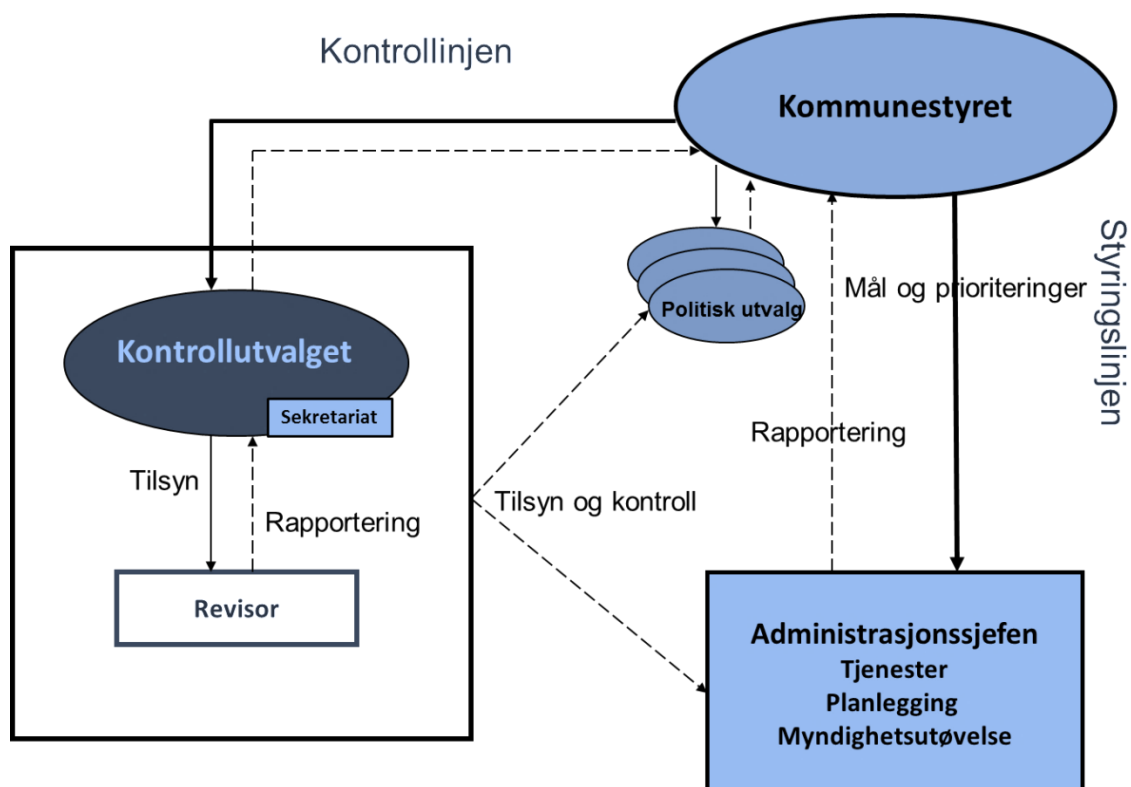 Kontrollinjen
Kommunestyret
Styringslinjen
Politisk utvalg
Mål og prioriteringer
Kontrollutvalget
Sekretariat
Tilsyn
Rapportering
Rapportering
Tilsyn og kontroll
Revisor
Administrasjonssjefen
Tjenester
Planlegging
Myndighetsutøvelse